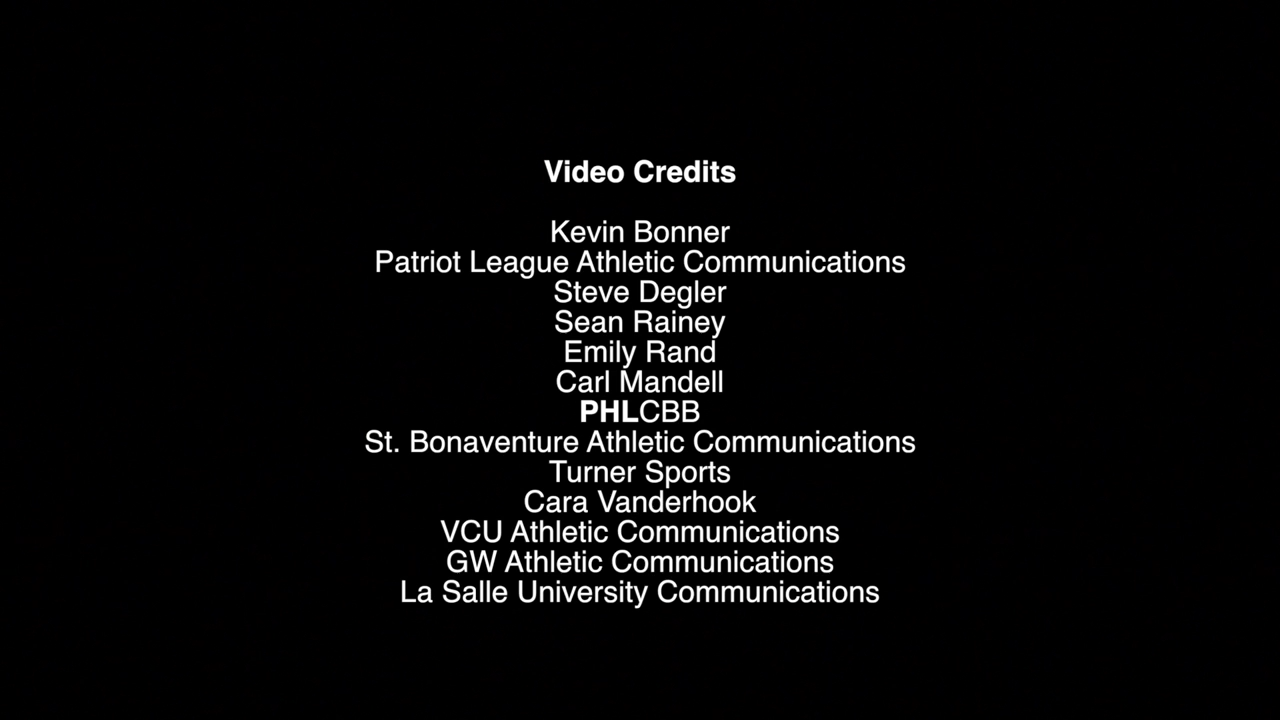 Video Credits
Kevin Bonner
Patriot League Athletic Communications
Steve Degler
Sean Rainey
Emily Rand
Carl Mandell
PHLCBB
St. Bonaventure Athletic Communications
Turner Sports
Cara Vanderhook
VCU Athletic Communications
GW Athletic Communications
La Salle University Communications